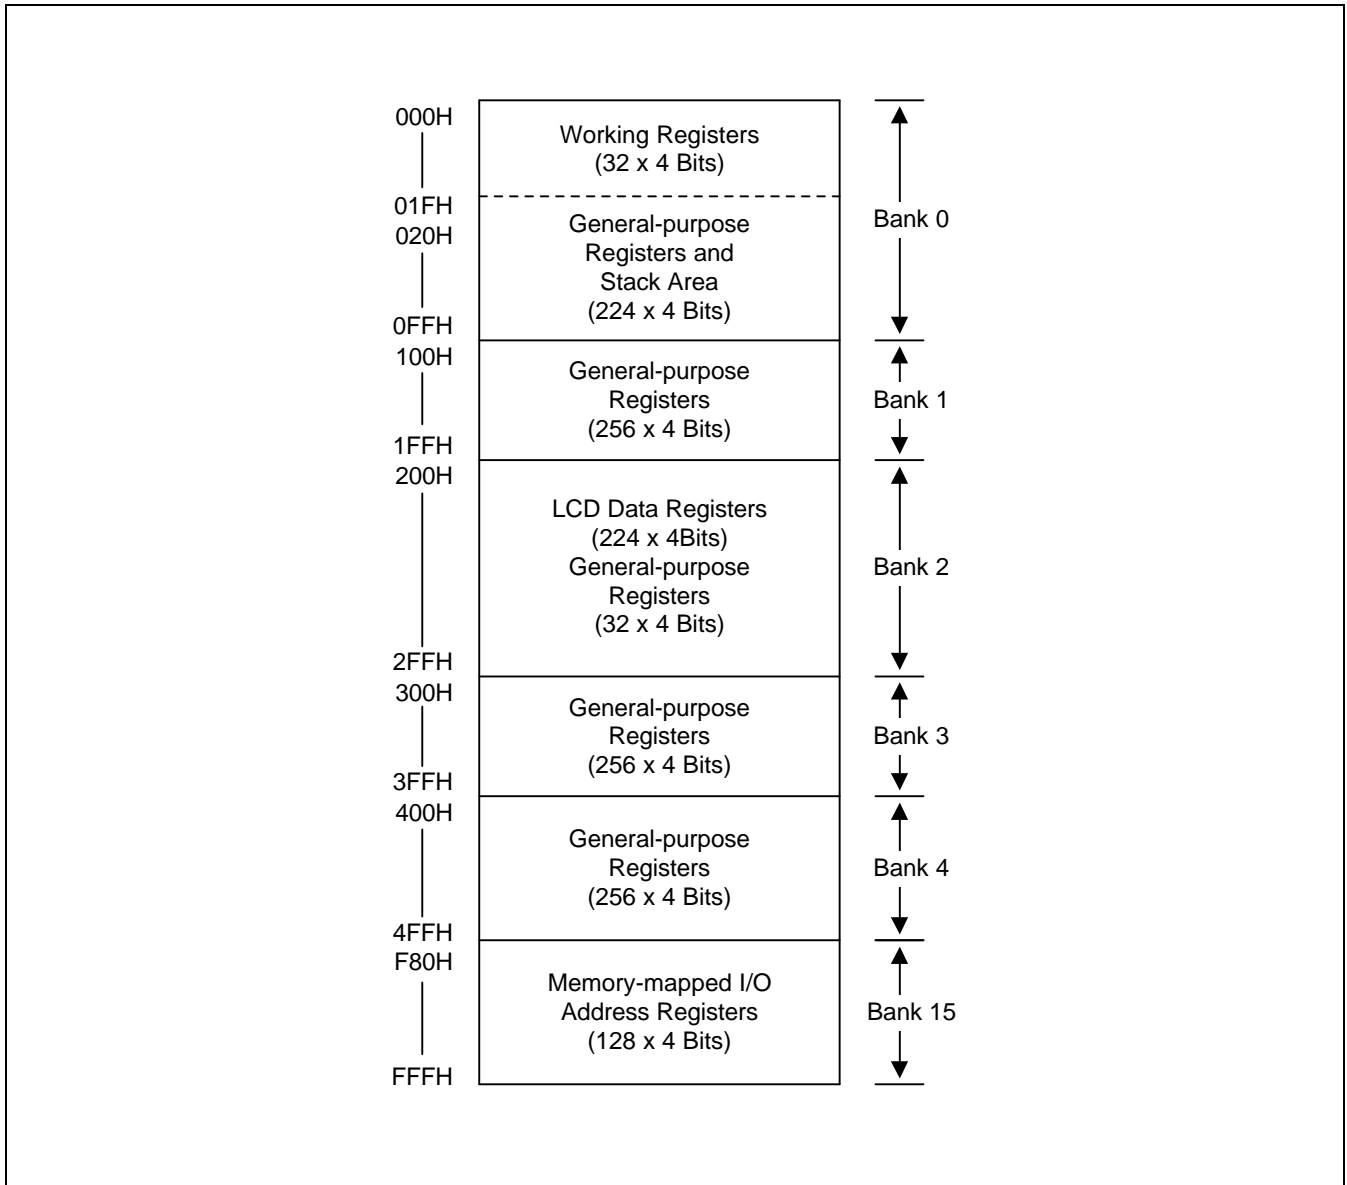 000H
Working Registers
(32 x 4 Bits)
01FH
020H
General-purpose
Registers and
Stack Area
(224 x 4 Bits)
0FFH
Bank 0
100H
General-purpose
Registers
(256 x 4 Bits)
1FFH
Bank 1
200H
LCD Data Registers
(224 x 4Bits)
General-purpose
Registers
(32 x 4 Bits)
2FFH
Bank 2
300H
General-purpose
Registers
(256 x 4 Bits)
3FFH
Bank 3
400H
General-purpose
Registers
(256 x 4 Bits)
4FFH
Bank 4
F80H
Memory-mapped I/O
Address Registers
(128 x 4 Bits)
FFFH
Bank 15